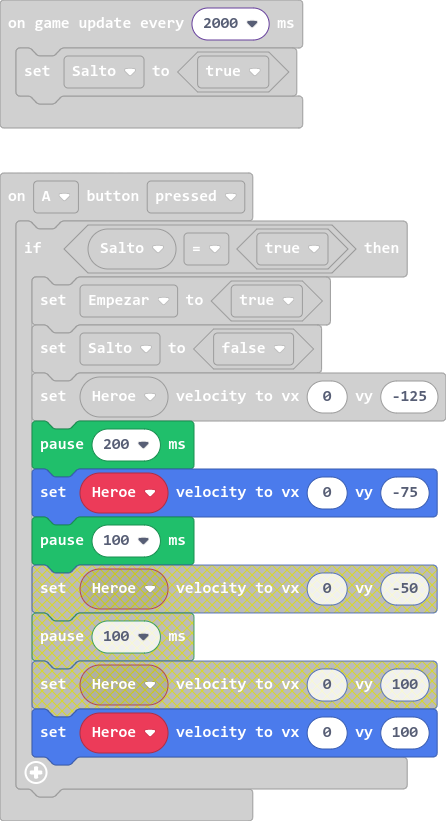 on game update every 2000 ms
set Salto to true
on A button pressed
if Salto = true then
set Empezar to true
set Salto to false
set Heroe velocity to vx 0 vy -125
pause 200 ms
set Heroe velocity to vx 0 vy -75
pause 100 ms
set Heroe velocity to vx 0 vy -50
pause 100 ms
set Heroe velocity to vx 0 vy 100
set Heroe velocity to vx 0 vy 100